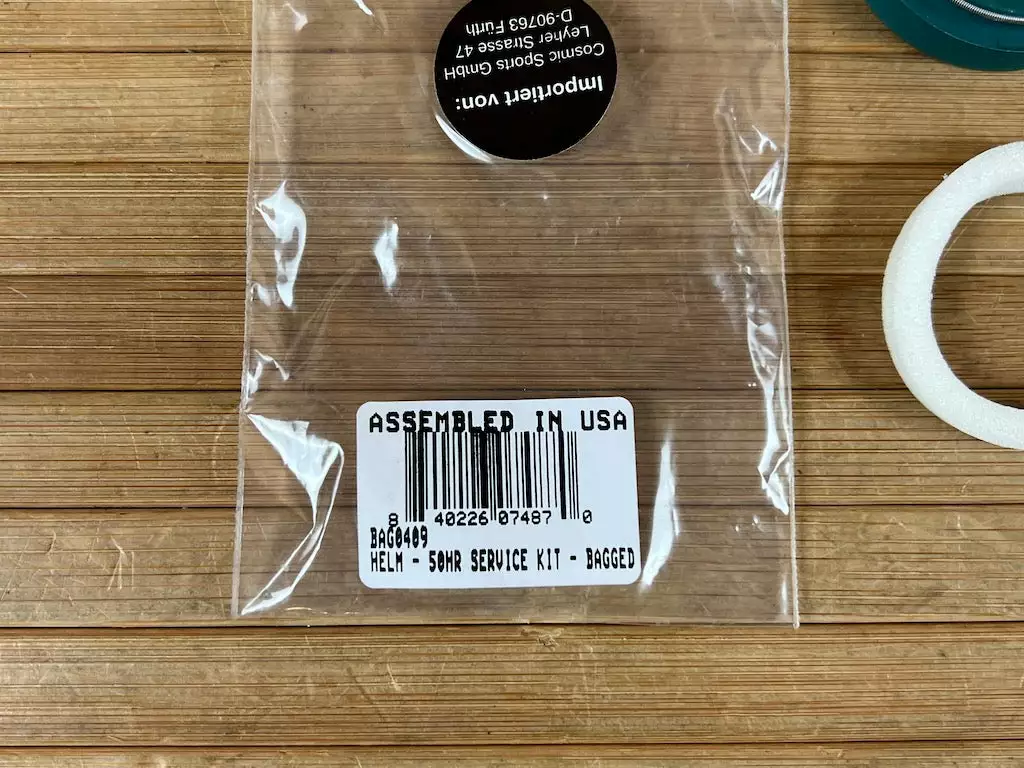 Importiert von:
Cosmic Sports GmbH
Leyher Strasse 47
D-90763 Fürth
ASSEMBLED IN USA
8 40226 07487 0
BAG0409
HELM - 50HR SERVICE KIT - BAGGED